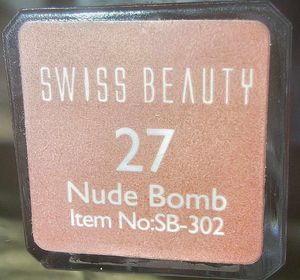 SWISS BEAUTY
27
Nude Bomb
Item No:SB-302